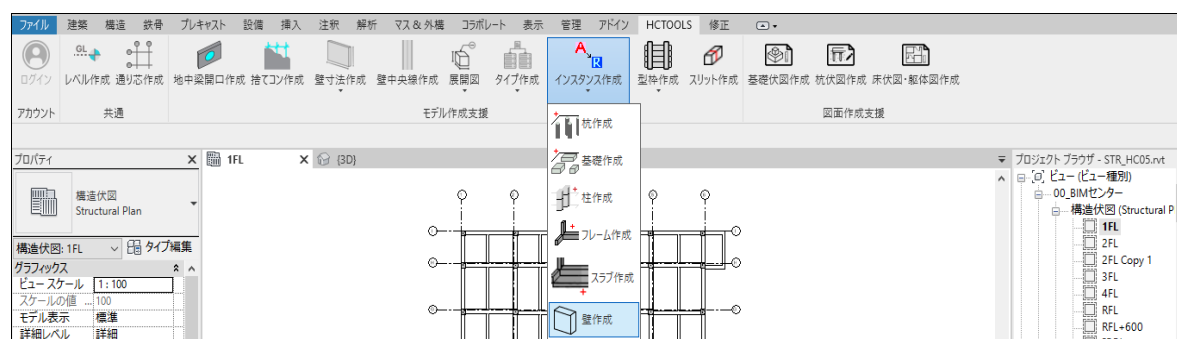 ファイル 建築 構造 鉄骨 プレキャスト 設備 挿入 注釈 解析 マス & 外構 コラボレート 表示 管理 アドイン HCTOOLS 修正
GL
A
R
ログイン レベル作成 通り芯作成 地中梁開口作成 捨てコン作成 壁寸法作成 壁中央線作成 展開図 タイプ作成 インスタンス作成 型枠作成 スリット作成 基礎伏図作成 杭伏図作成 床伏図・躯体図作成
アカウント 共通 モデル作成支援 図面作成支援
杭作成
基礎作成
柱作成
フレーム作成
スラブ作成
壁作成
プロパティ
構造伏図
Structural Plan
構造伏図: 1FL タイプ編集
グラフィックス
ビュー スケール 1 : 100
スケールの値 ... 100
モデル表示 標準
詳細レベル 詳細
1FL {3D}
プロジェクト ブラウザ - STR_HC05.rvt
ビュー (ビュー種別)
00_BIMセンター
構造伏図 (Structural P
1FL
2FL
2FL Copy 1
3FL
4FL
RFL
RFL+600